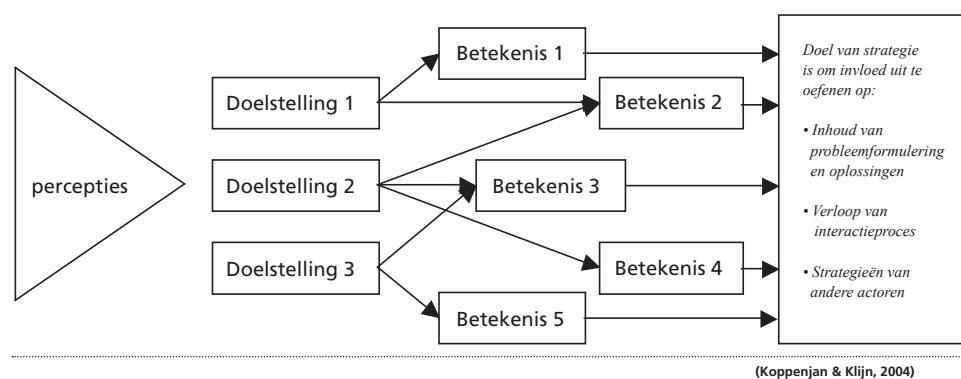 percepties
Doelstelling 1
Doelstelling 2
Doelstelling 3
Betekenis 1
Betekenis 2
Betekenis 3
Betekenis 4
Betekenis 5
Doel van strategie
is om invloed uit te
oefenen op:
• Inhoud van
probleemformulering
en oplossingen
• Verloop van
interactieproces
• Strategieën van
andere actoren
(Koppenjan & Klijn, 2004)